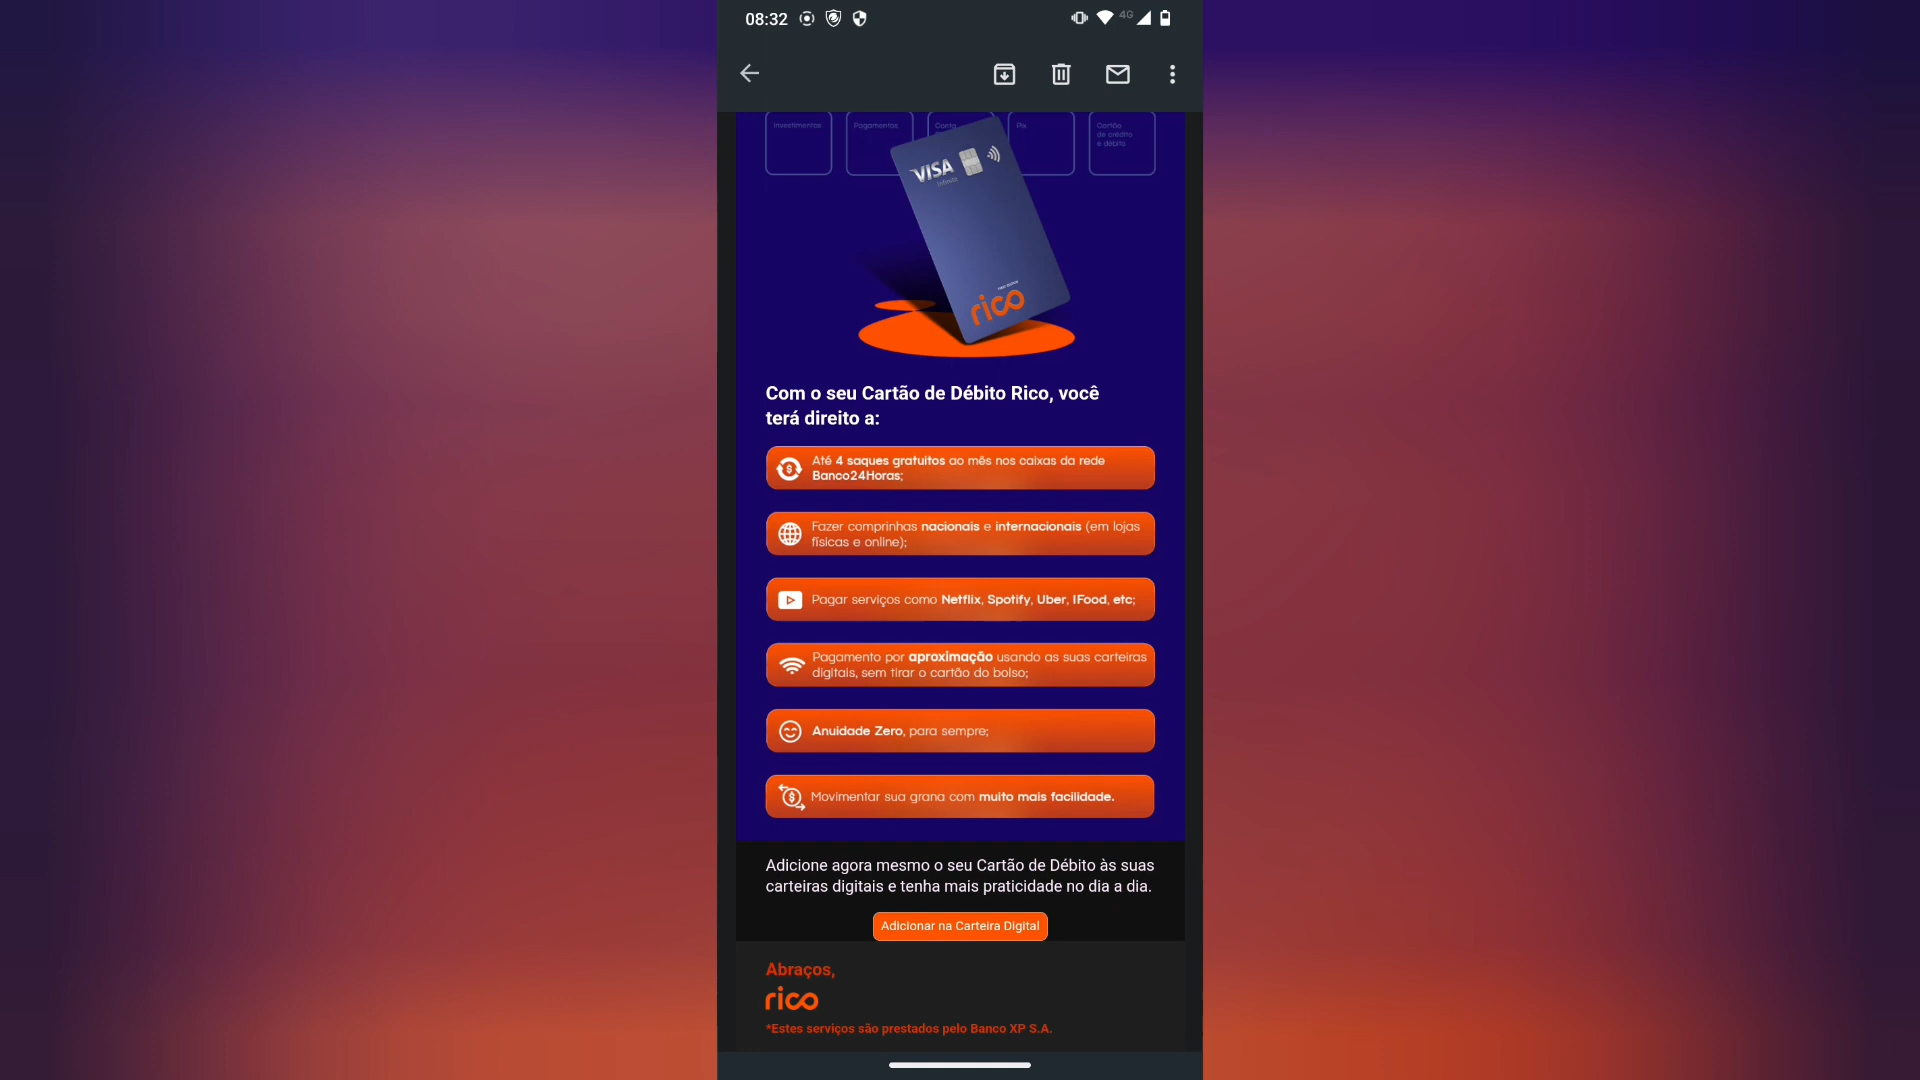 08:32
4G
Investimentos
Pagamentos
Conta
Pix
Cartão
de crédito
e débito
VISA
Infinite
rico
Com o seu Cartão de Débito Rico, você
terá direito a:
Até 4 saques gratuitos ao mês nos caixas da rede
Banco24Horas;
Fazer comprinhas nacionais e internacionais (em lojas
físicas e online);
Pagar serviços como Netflix, Spotify, Uber, IFood, etc;
Pagamento por aproximação usando as suas carteiras
digitais, sem tirar o cartão do bolso;
Anuidade Zero, para sempre;
Movimentar sua grana com muito mais facilidade.
Adicione agora mesmo o seu Cartão de Débito às suas
carteiras digitais e tenha mais praticidade no dia a dia.
Adicionar na Carteira Digital
Abraços,
rico
*Estes serviços são prestados pelo Banco XP S.A.